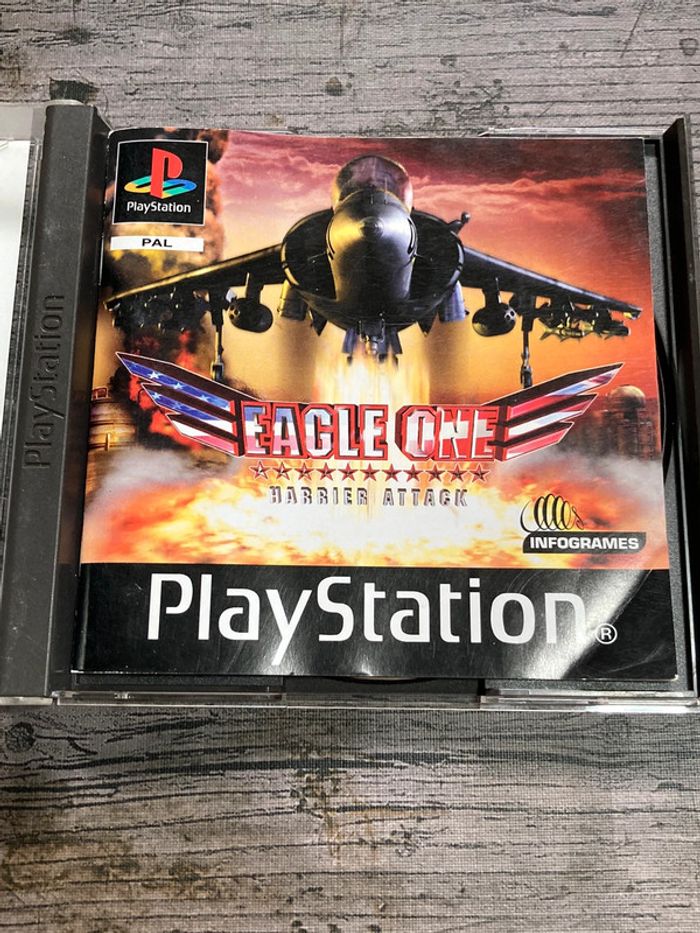 PlayStation
PlayStation
PAL
EAGLE ONE
HARRIER ATTACK
INFOGRAMES
PlayStation®